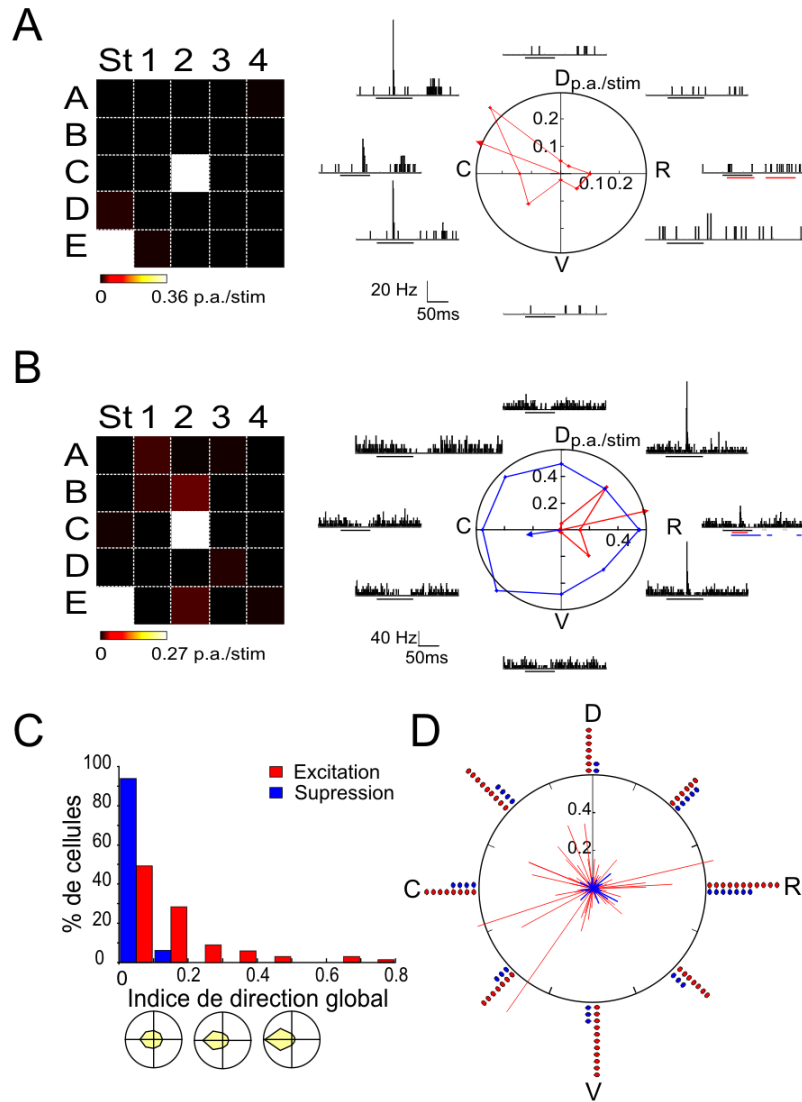 A
St 1 2 3 4
A
B
C
D
E
0 0.36 p.a./stim
D p.a./stim
0.2
0.1
C
0.1 0.2
R
V
20 Hz
50ms
B
St 1 2 3 4
A
B
C
D
E
0 0.27 p.a./stim
D p.a./stim
0.4
0.2
C
0.4
R
V
40 Hz
50ms
C
100
80
60
40
20
0
% de cellules
Excitation
Supression
0 0.2 0.4 0.6 0.8
Indice de direction global
D
D
0.4
0.2
C
R
V